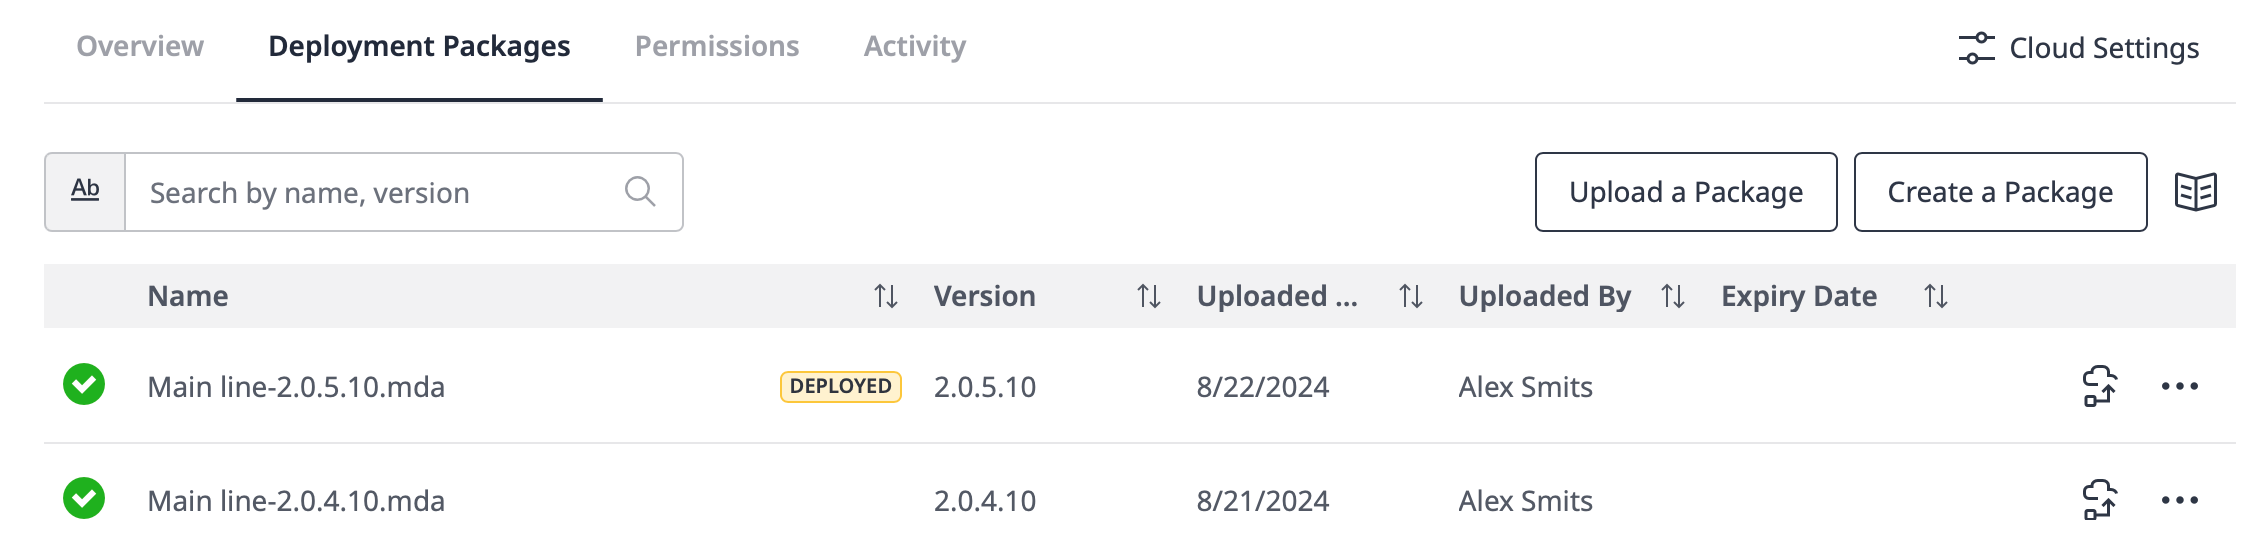 Overview Deployment Packages Permissions Activity Cloud Settings
Ab Search by name, version Upload a Package Create a Package
Name Version Uploaded ... Uploaded By Expiry Date
Main line-2.0.5.10.mda DEPLOYED 2.0.5.10 8/22/2024 Alex Smits
Main line-2.0.4.10.mda 2.0.4.10 8/21/2024 Alex Smits